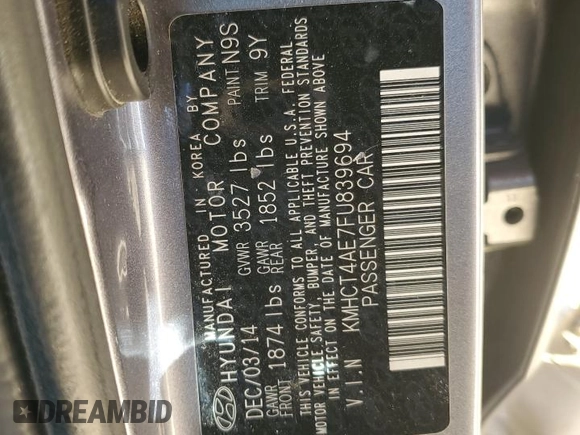 MANUFACTURED IN KOREA BY
HYUNDAI MOTOR COMPANY
DEC/03/14 GVWR 3527 lbs PAINT N9S
GAWR FRONT 1874 lbs GAWR REAR 1852 lbs TRIM 9Y
THIS VEHICLE CONFORMS TO ALL APPLICABLE U.S.A. FEDERAL
MOTOR VEHICLE SAFETY, BUMPER, AND THEFT PREVENTION STANDARDS
IN EFFECT ON THE DATE OF MANUFACTURE SHOWN ABOVE
V.I.N KMHCT4AE7FU839694
PASSENGER CAR
DREAMBID